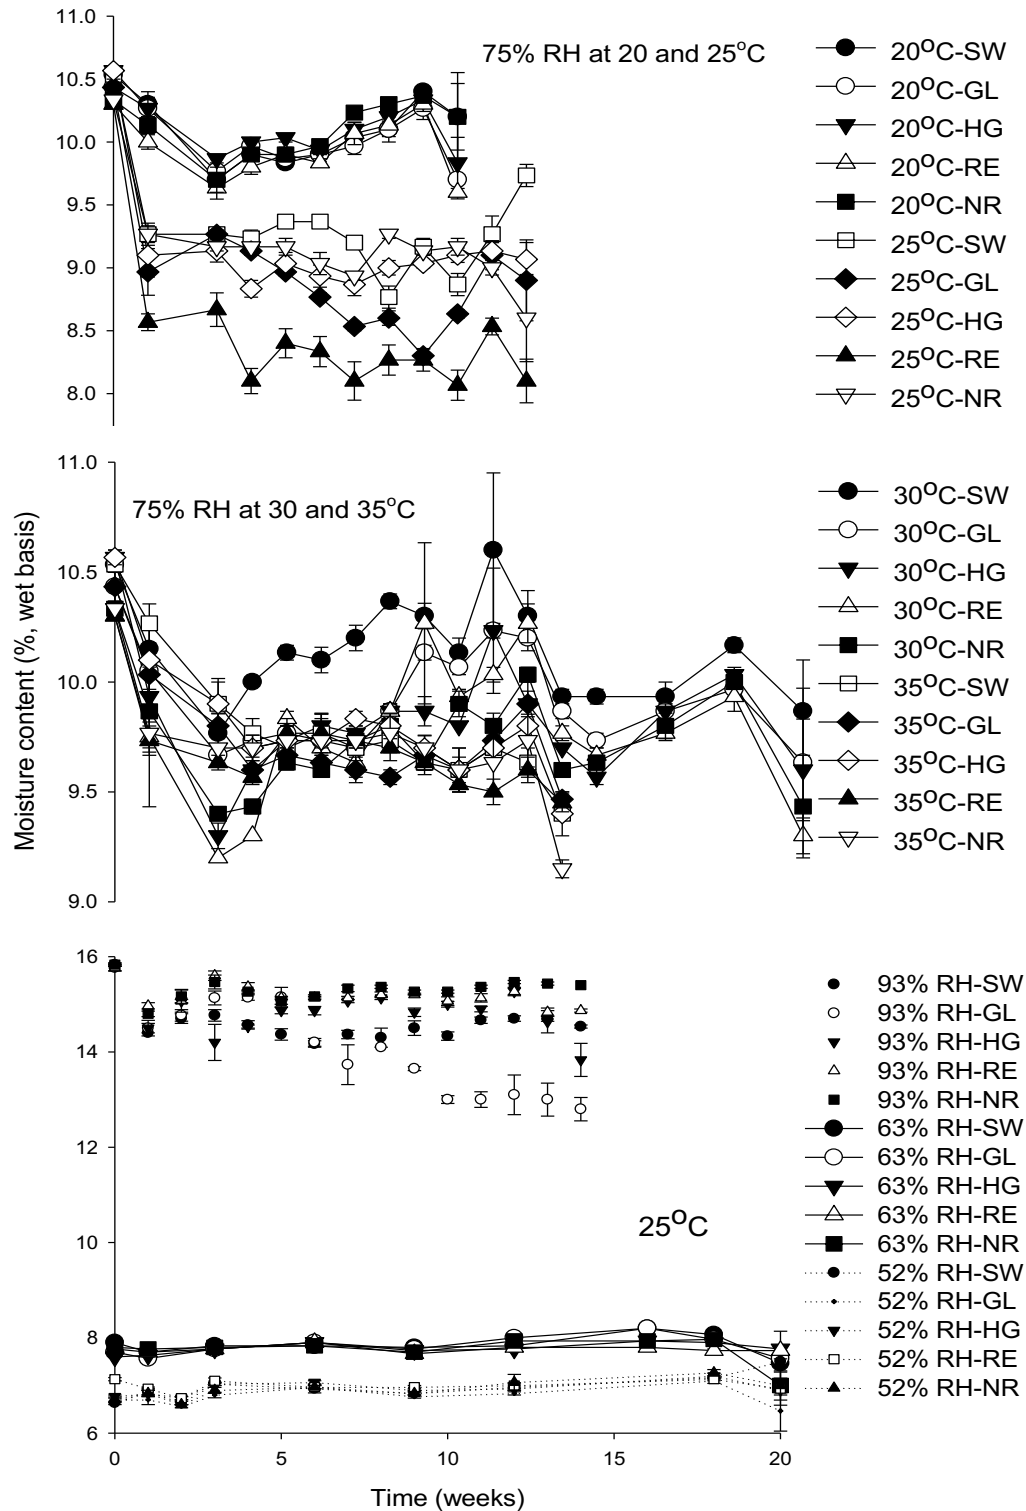 11.0
10.5
10.0
9.5
9.0
8.5
8.0
75% RH at 20 and 25°C
20°C-SW
20°C-GL
20°C-HG
20°C-RE
20°C-NR
25°C-SW
25°C-GL
25°C-HG
25°C-RE
25°C-NR
Moisture content (%, wet basis)
11.0
10.5
10.0
9.5
9.0
75% RH at 30 and 35°C
30°C-SW
30°C-GL
30°C-HG
30°C-RE
30°C-NR
35°C-SW
35°C-GL
35°C-HG
35°C-RE
35°C-NR
16
14
12
10
8
6
25°C
93% RH-SW
93% RH-GL
93% RH-HG
93% RH-RE
93% RH-NR
63% RH-SW
63% RH-GL
63% RH-HG
63% RH-RE
63% RH-NR
52% RH-SW
52% RH-GL
52% RH-HG
52% RH-RE
52% RH-NR
0 5 10 15 20
Time (weeks)